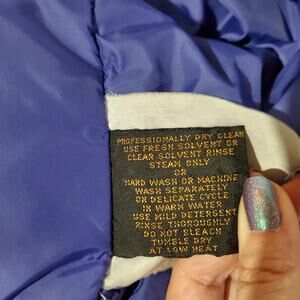 PROFESSIONALLY DRY CLEAN
USE FRESH SOLVENT OR
CLEAR SOLVENT RINSE
STEAM ONLY
OR
HAND WASH OR MACHINE
WASH SEPARATELY
ON DELICATE CYCLE
IN WARM WATER
USE MILD DETERGENT
RINSE THOROUGHLY
DO NOT BLEACH
TUMBLE DRY
AT LOW HEAT